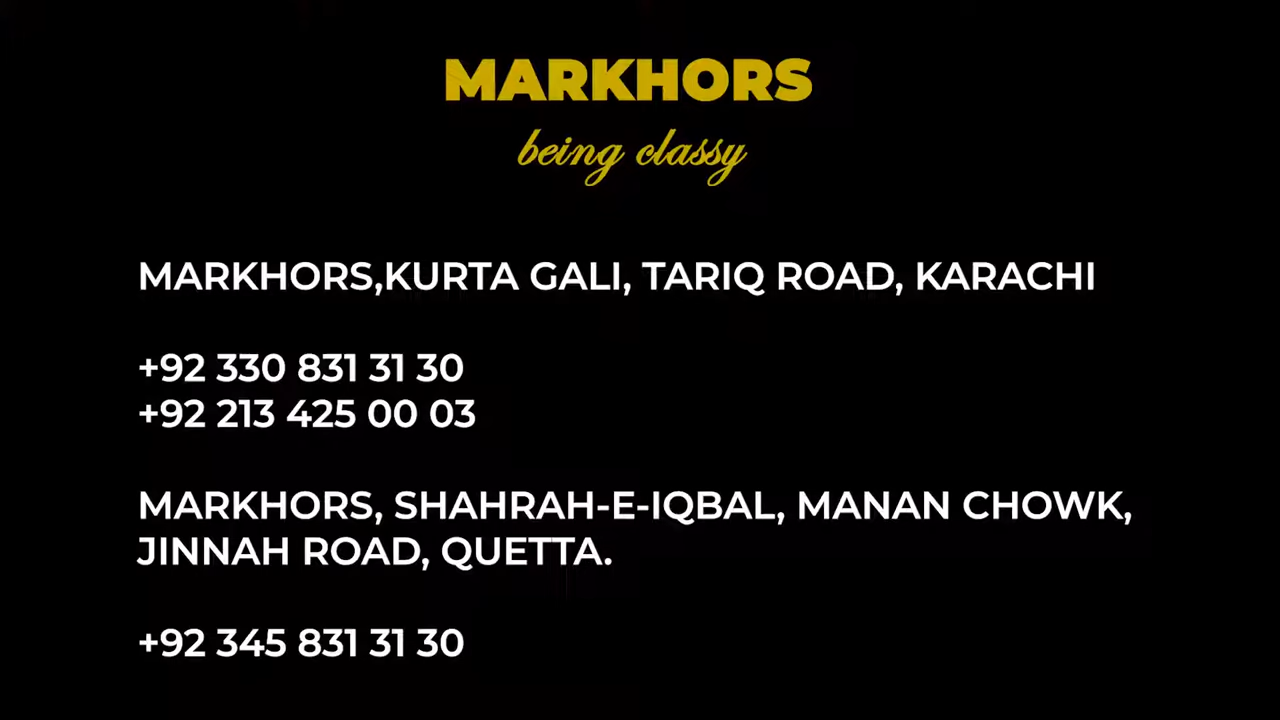 MARKHORS
being classy
MARKHORS,KURTA GALI, TARIQ ROAD, KARACHI
+92 330 831 31 30
+92 213 425 00 03
MARKHORS, SHAHRAH-E-IQBAL, MANAN CHOWK,
JINNAH ROAD, QUETTA.
+92 345 831 31 30